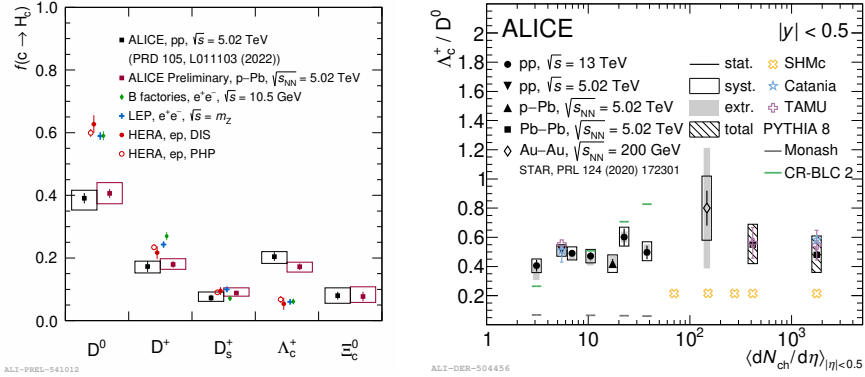 f(c → H_c)
1.0
0.8
0.6
0.4
0.2
0.0
ALICE, pp, √s = 5.02 TeV
(PRD 105, L011103 (2022))
ALICE Preliminary, p−Pb, √s_NN = 5.02 TeV
B factories, e⁺e⁻, √s = 10.5 GeV
LEP, e⁺e⁻, √s = m_Z
HERA, ep, DIS
HERA, ep, PHP
D⁰ D⁺ D_s⁺ Λ_c⁺ Ξ_c⁰
ALI-PREL-541012
Λ_c⁺ / D⁰
1.8
1.6
1.4
1.2
1
0.8
0.6
0.4
0.2
ALICE
|y| < 0.5
pp, √s = 13 TeV
pp, √s = 5.02 TeV
p−Pb, √s_NN = 5.02 TeV
Pb−Pb, √s_NN = 5.02 TeV
Au−Au, √s_NN = 200 GeV
STAR, PRL 124 (2020) 172301
stat.
syst.
extr.
total
SHMc
Catania
TAMU
PYTHIA 8
Monash
CR-BLC 2
1 10 10² 10³
⟨dN_ch/dη⟩_|η|<0.5
ALI-DER-504456